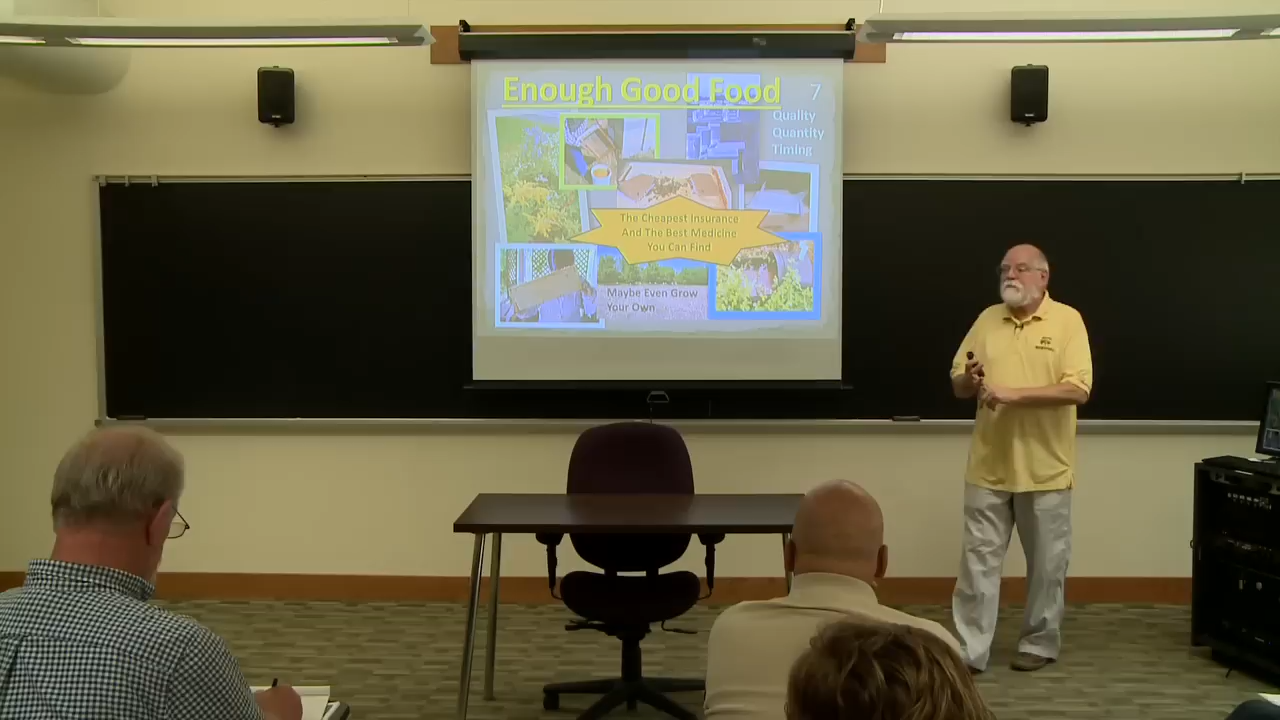 Enough Good Food
7
Quality
Quantity
Timing
The Cheapest Insurance
And The Best Medicine
You Can Find
Maybe Even Grow
Your Own